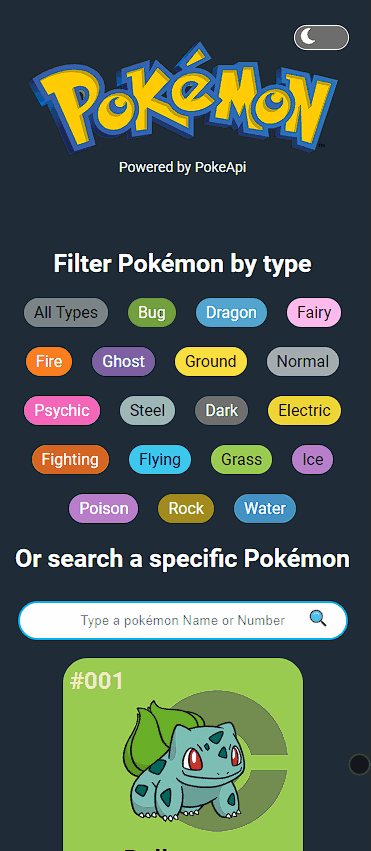 POKéMON
™
Powered by PokeApi
Filter Pokémon by type
All Types Bug Dragon Fairy
Fire Ghost Ground Normal
Psychic Steel Dark Electric
Fighting Flying Grass Ice
Poison Rock Water
Or search a specific Pokémon
Type a pokémon Name or Number
#001